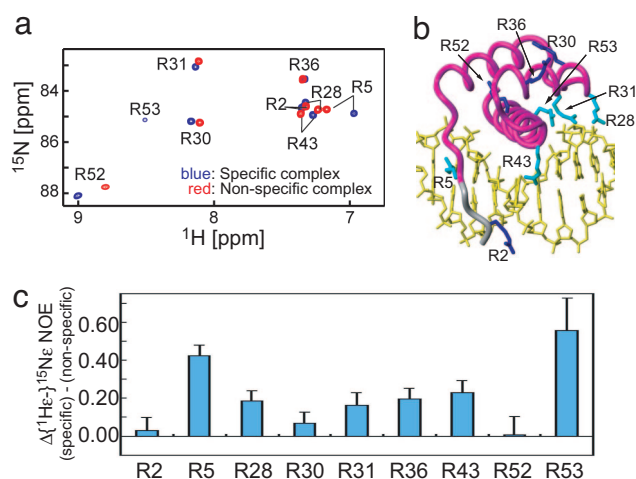 a
R31
R36
R28
R5
R2
R53
R30
R43
R52
blue: Specific complex
red: Non-specific complex
84
86
88
¹⁵N [ppm]
9
8
7
¹H [ppm]
b
R36
R30
R52
R53
R31
R28
R43
R5
R2
c
Δ{¹Hε-}¹⁵Nε NOE
(specific) - (non-specific)
0.60
0.40
0.20
0.00
R2 R5 R28 R30 R31 R36 R43 R52 R53